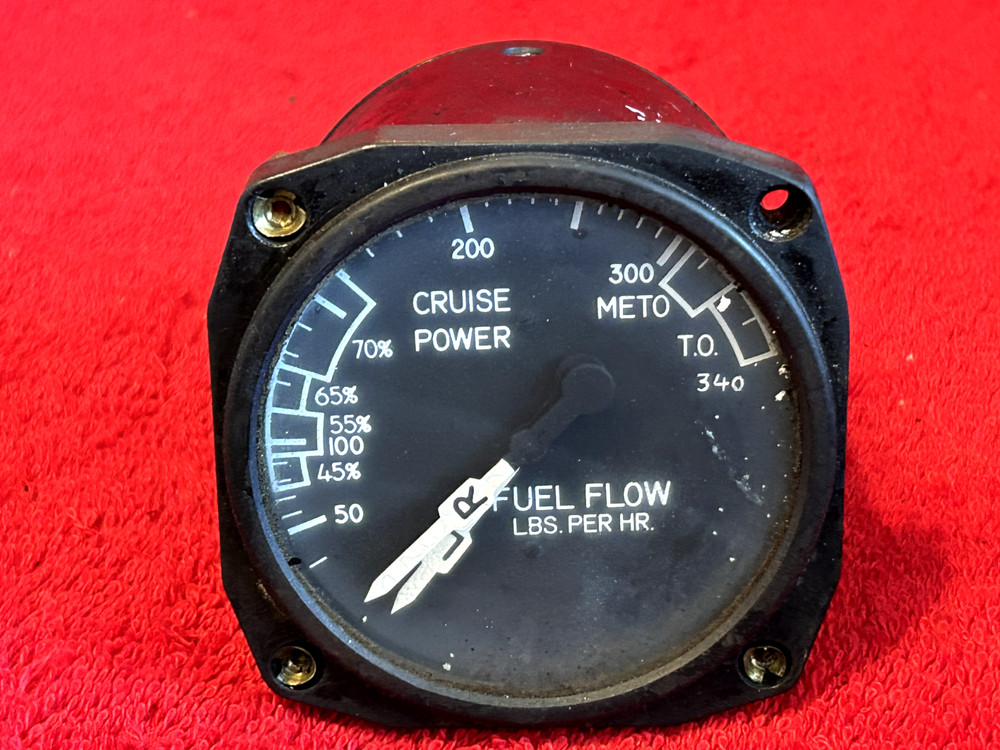 200
300
CRUISE
METO
POWER
70%
T.O.
340
65%
55%
100
45%
50
FUEL FLOW
LBS. PER HR.
R
L